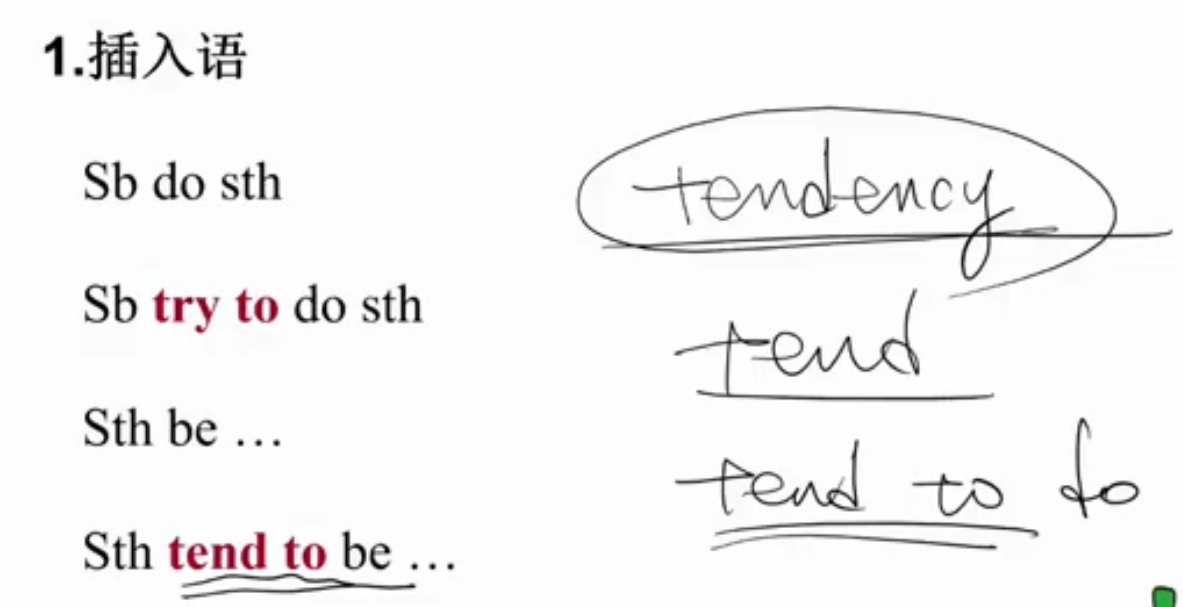 1.插入语
Sb do sth
tendency
Sb try to do sth
tend
Sth be …
tend to do
Sth tend to be …